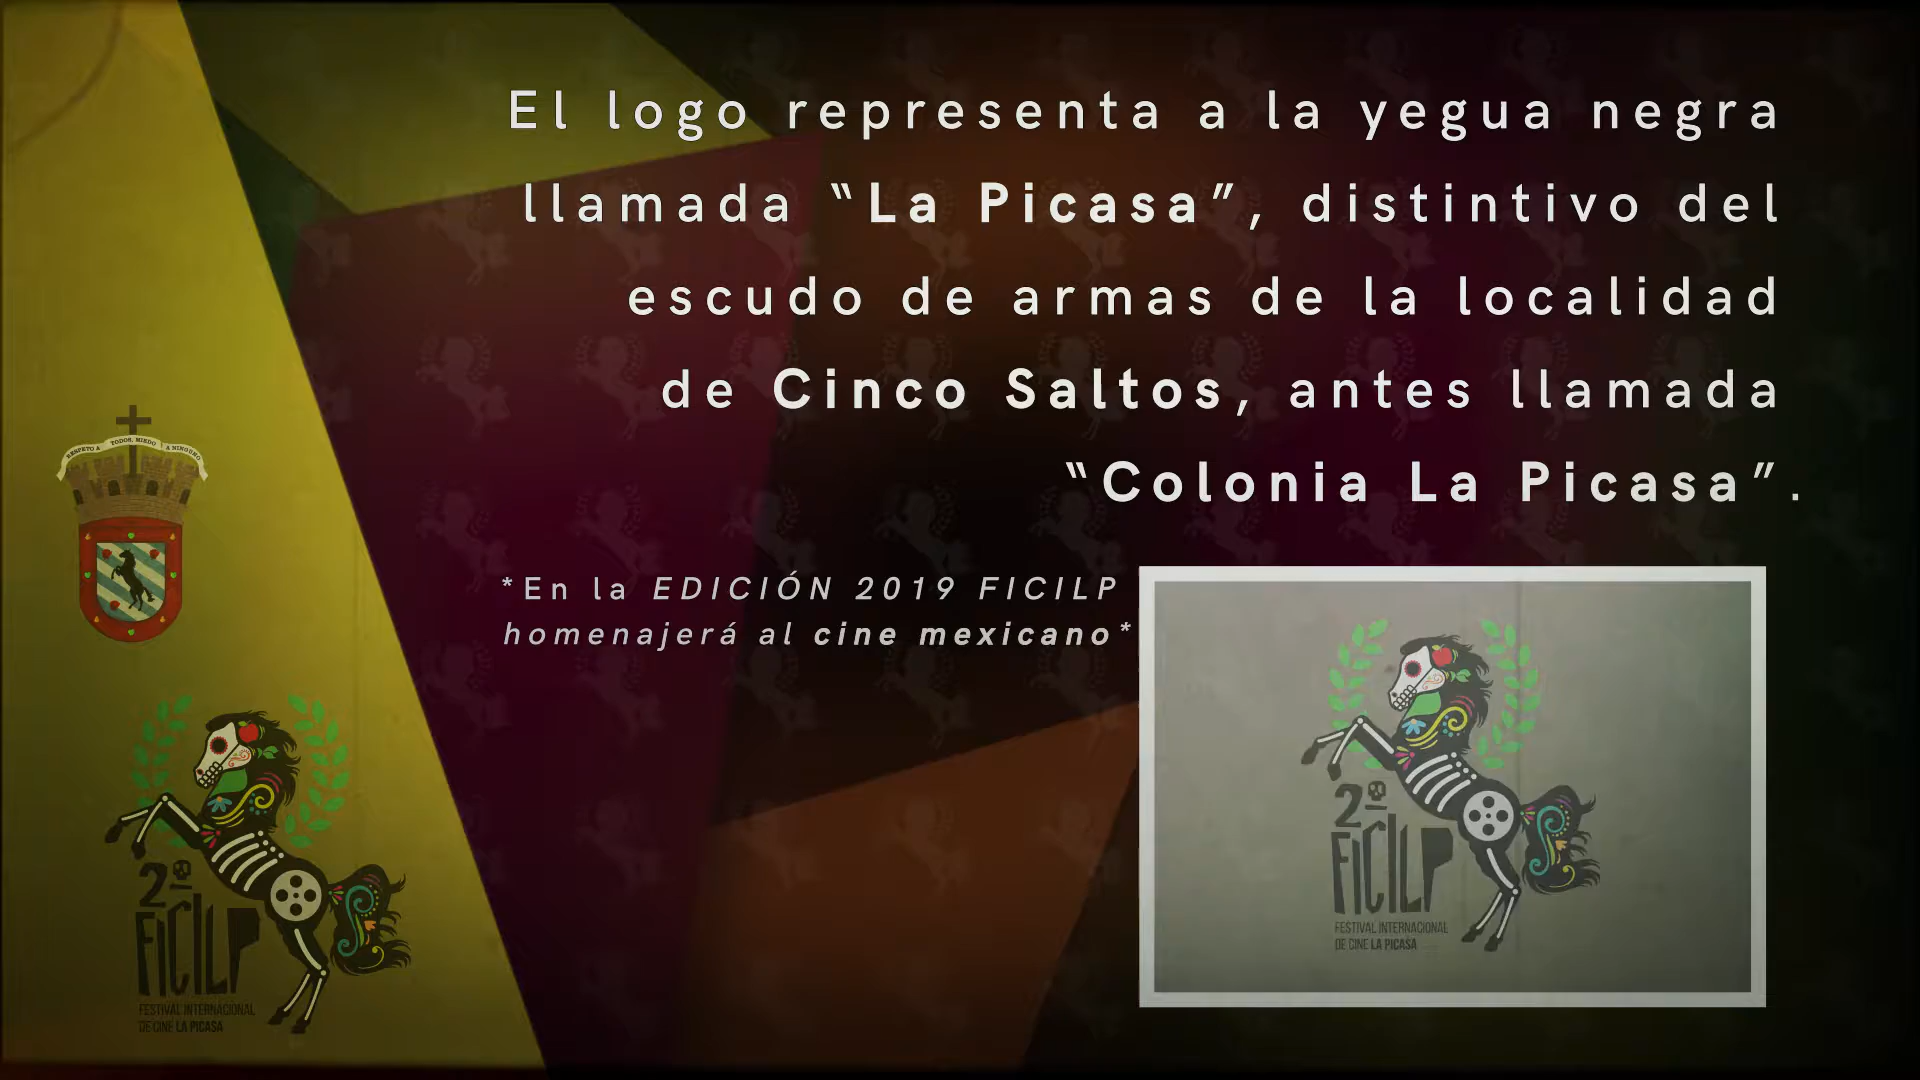 El logo representa a la yegua negra
llamada “La Picasa”, distintivo del
escudo de armas de la localidad
de Cinco Saltos, antes llamada
“Colonia La Picasa”.
*En la EDICIÓN 2019 FICILP
homenajerá al cine mexicano*
RESPETO A TODOS, MIEDO A NINGUNO
2º
FICILP
FESTIVAL INTERNACIONAL
DE CINE LA PICASA
2º
FICILP
FESTIVAL INTERNACIONAL
DE CINE LA PICASA